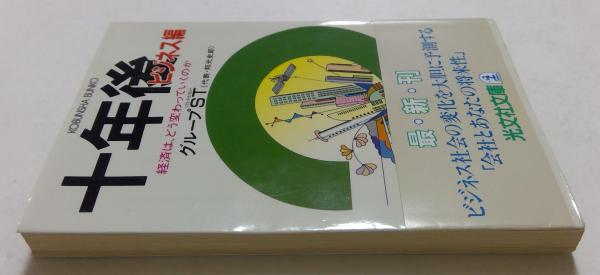 KOBUNSHA BUNKO
十年後
ビジネス編
経済は、どう変わっていくのか
グループST
最・新・刊
ビジネス社会の変化を大胆に予測する
「会社とあなたの将来性」
光文社文庫